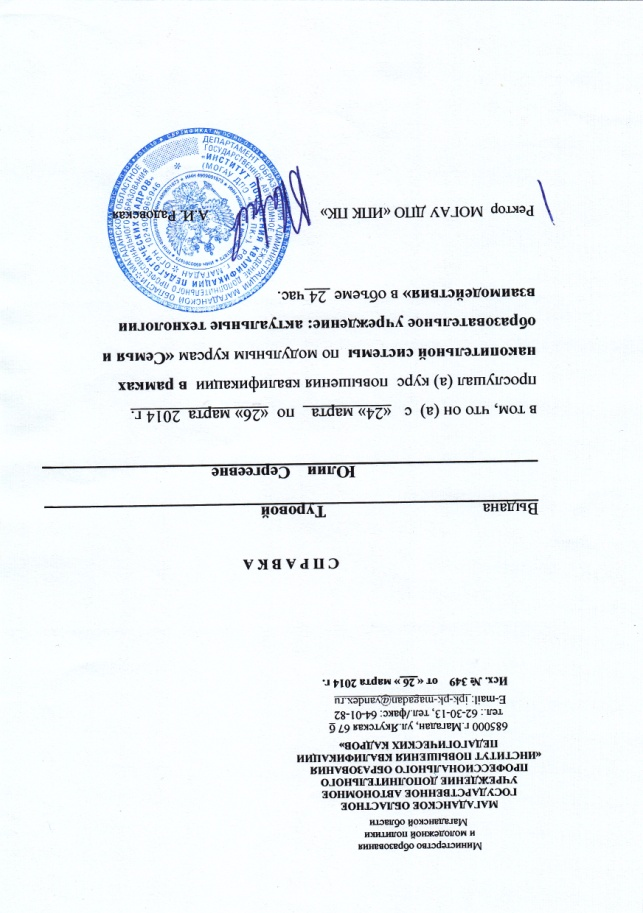 Министерство образования
и молодежной политики
Магаданской области
МАГАДАНСКОЕ ОБЛАСТНОЕ
ГОСУДАРСТВЕННОЕ АВТОНОМНОЕ
УЧРЕЖДЕНИЕ ДОПОЛНИТЕЛЬНОГО
ПРОФЕССИОНАЛЬНОГО ОБРАЗОВАНИЯ
«ИНСТИТУТ ПОВЫШЕНИЯ КВАЛИФИКАЦИИ
ПЕДАГОГИЧЕСКИХ КАДРОВ»
685000 г.Магадан, ул.Якутская 67 б
тел.: 62-30-13, тел/факс: 64-01-82
E-mail: ipk-pk-magadan@yandex.ru
Исх. № 349 от « 26 » марта 2014 г.
СПРАВКА
Выдана Туровой
Юлии Сергеевне
в том, что он (а) с «24» марта по «26» марта 2014 г.
прослушал (а) курс повышения квалификации в рамках
накопительной системы по модульным курсам «Семья и
образовательное учреждение: актуальные технологии
взаимодействия» в объеме 24 час.
Ректор МОГАУ ДПО «ИПК ПК» А.И. Радовская